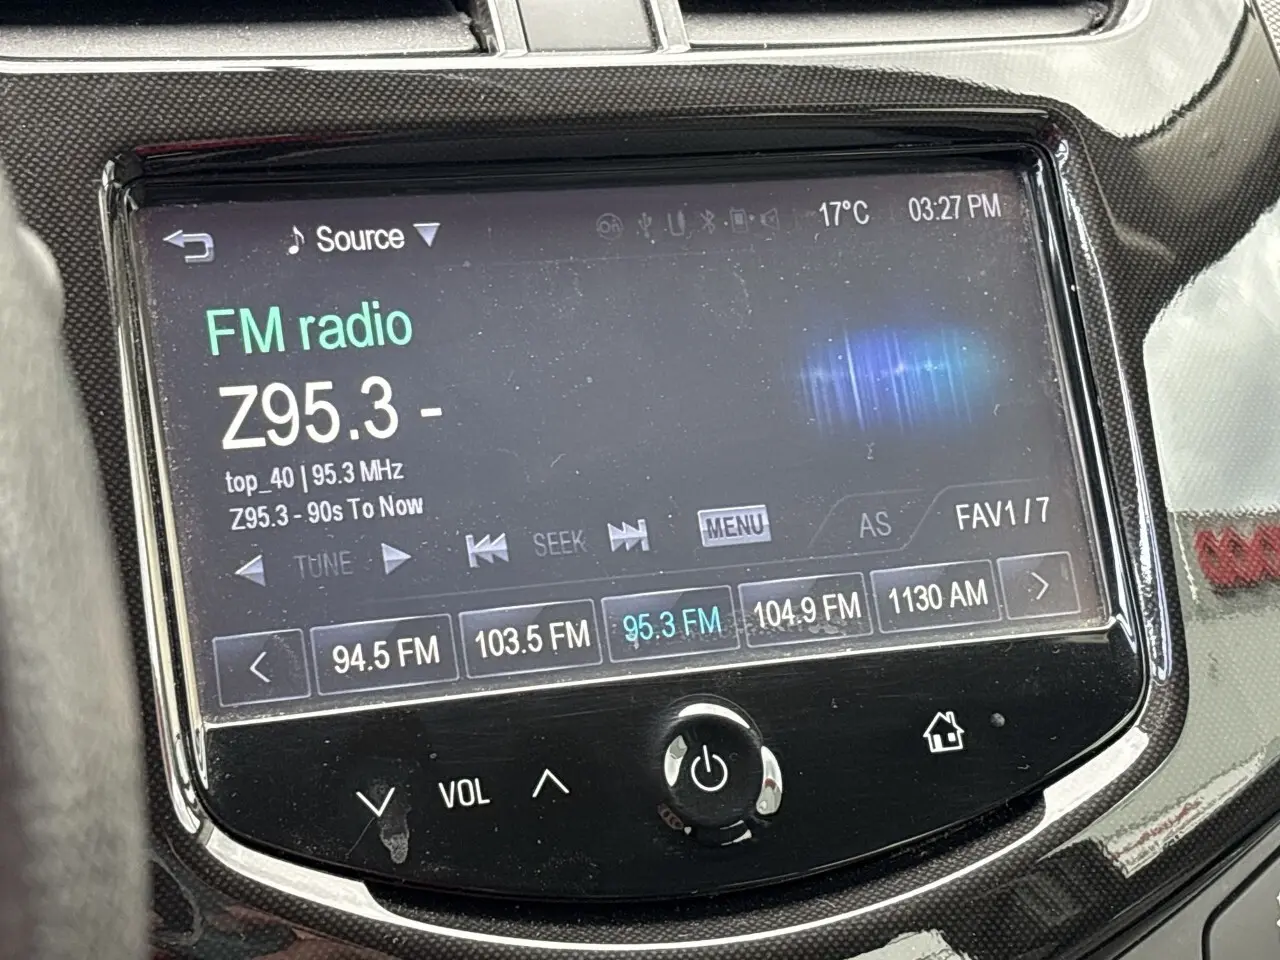 Source
17°C 03:27 PM
FM radio
Z95.3 -
top_40 | 95.3 MHz
Z95.3 - 90s To Now
TUNE SEEK MENU AS FAV1 / 7
94.5 FM 103.5 FM 95.3 FM 104.9 FM 1130 AM
VOL